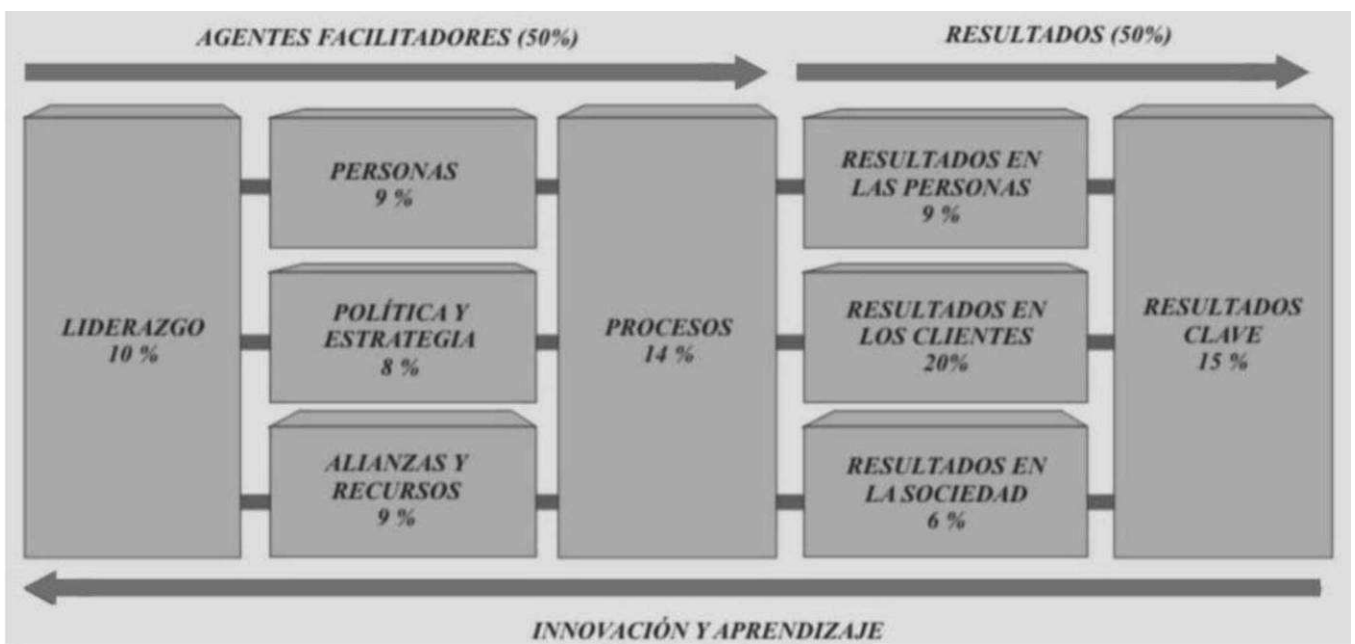 AGENTES FACILITADORES (50%)
RESULTADOS (50%)
LIDERAZGO
10 %
PERSONAS
9 %
POLÍTICA Y
ESTRATEGIA
8 %
ALIANZAS Y
RECURSOS
9 %
PROCESOS
14 %
RESULTADOS EN
LAS PERSONAS
9 %
RESULTADOS EN
LOS CLIENTES
20%
RESULTADOS EN
LA SOCIEDAD
6 %
RESULTADOS
CLAVE
15 %
INNOVACIÓN Y APRENDIZAJE